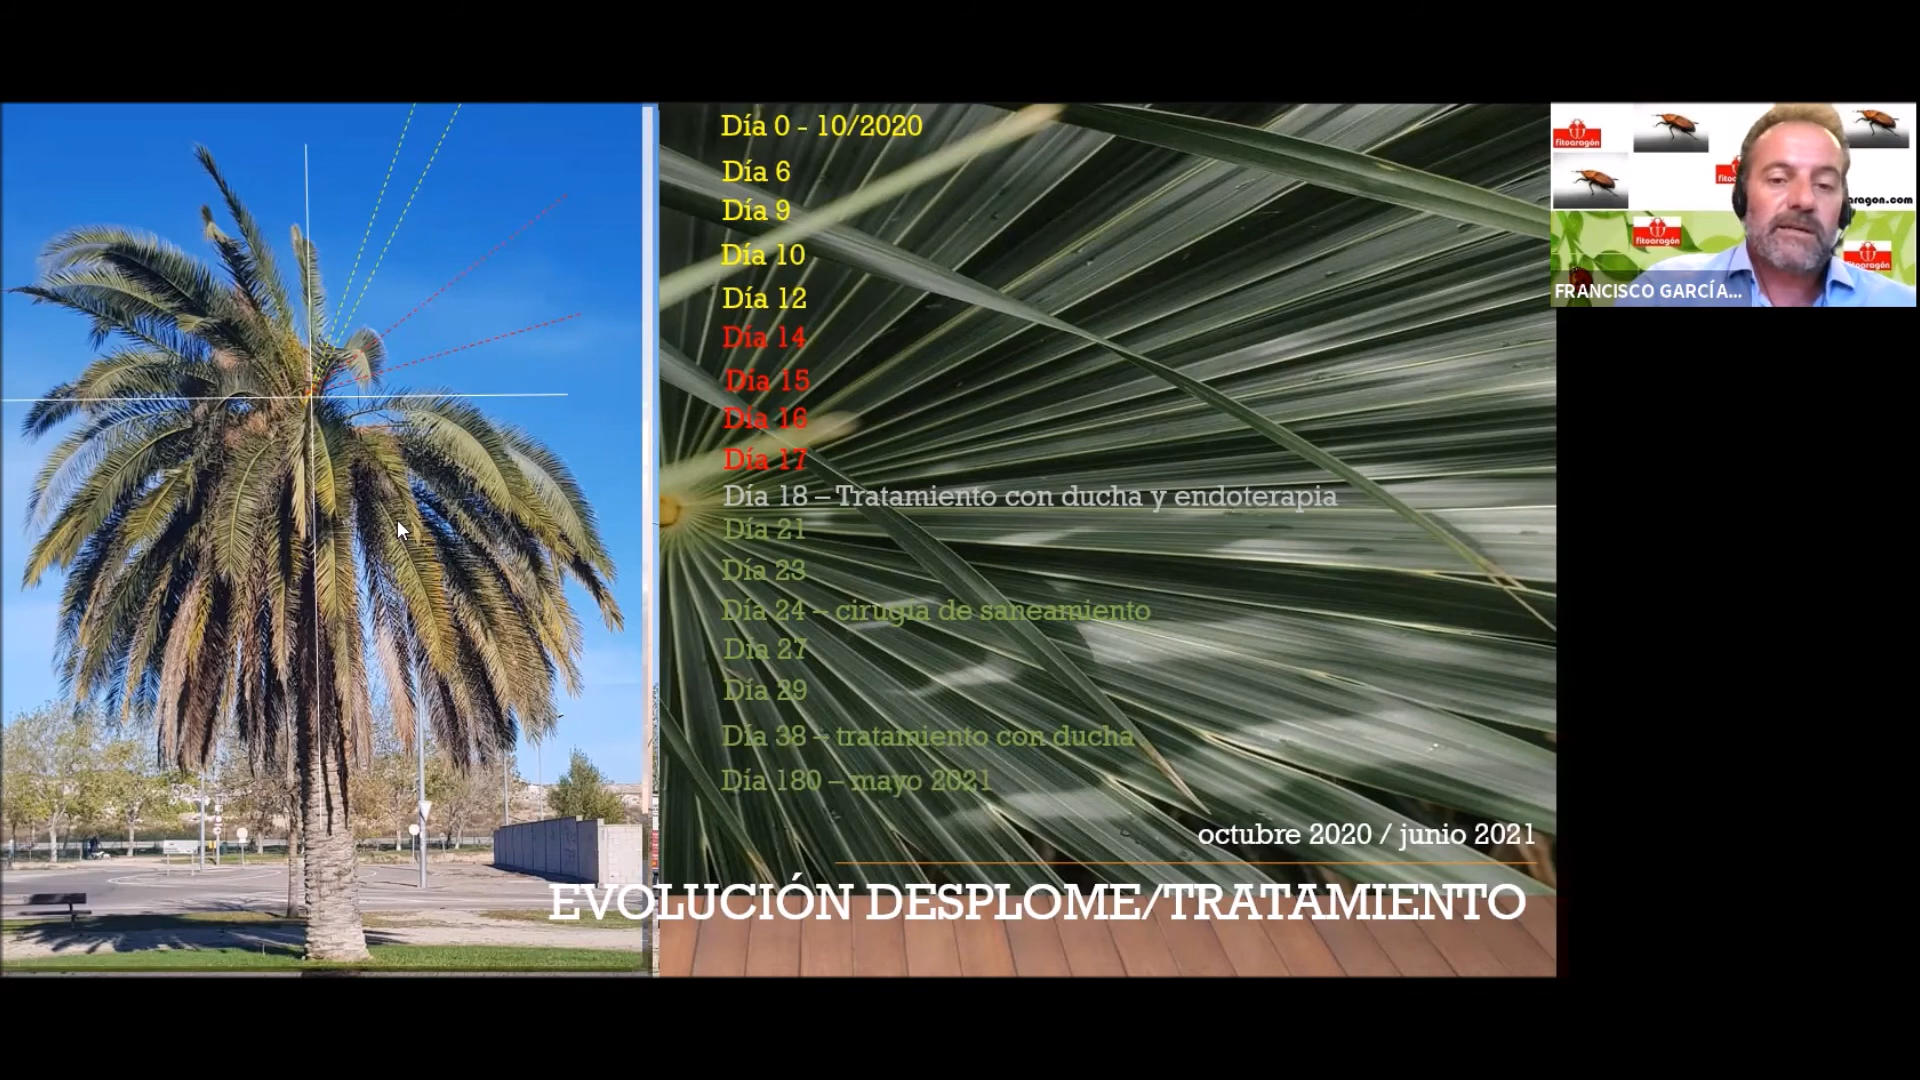 Día 0 - 10/2020
Día 6
Día 9
Día 10
Día 12
Día 14
Día 15
Día 16
Día 17
Día 18 – Tratamiento con ducha y endoterapia
Día 21
Día 23
Día 24 – cirugía de saneamiento
Día 27
Día 29
Día 38 – tratamiento con ducha
Día 180 – mayo 2021
octubre 2020 / junio 2021
EVOLUCIÓN DESPLOME/TRATAMIENTO
fitoaragón
fitoa
aragon.com
fitoaragón
fitoaragón
FRANCISCO GARCÍA...